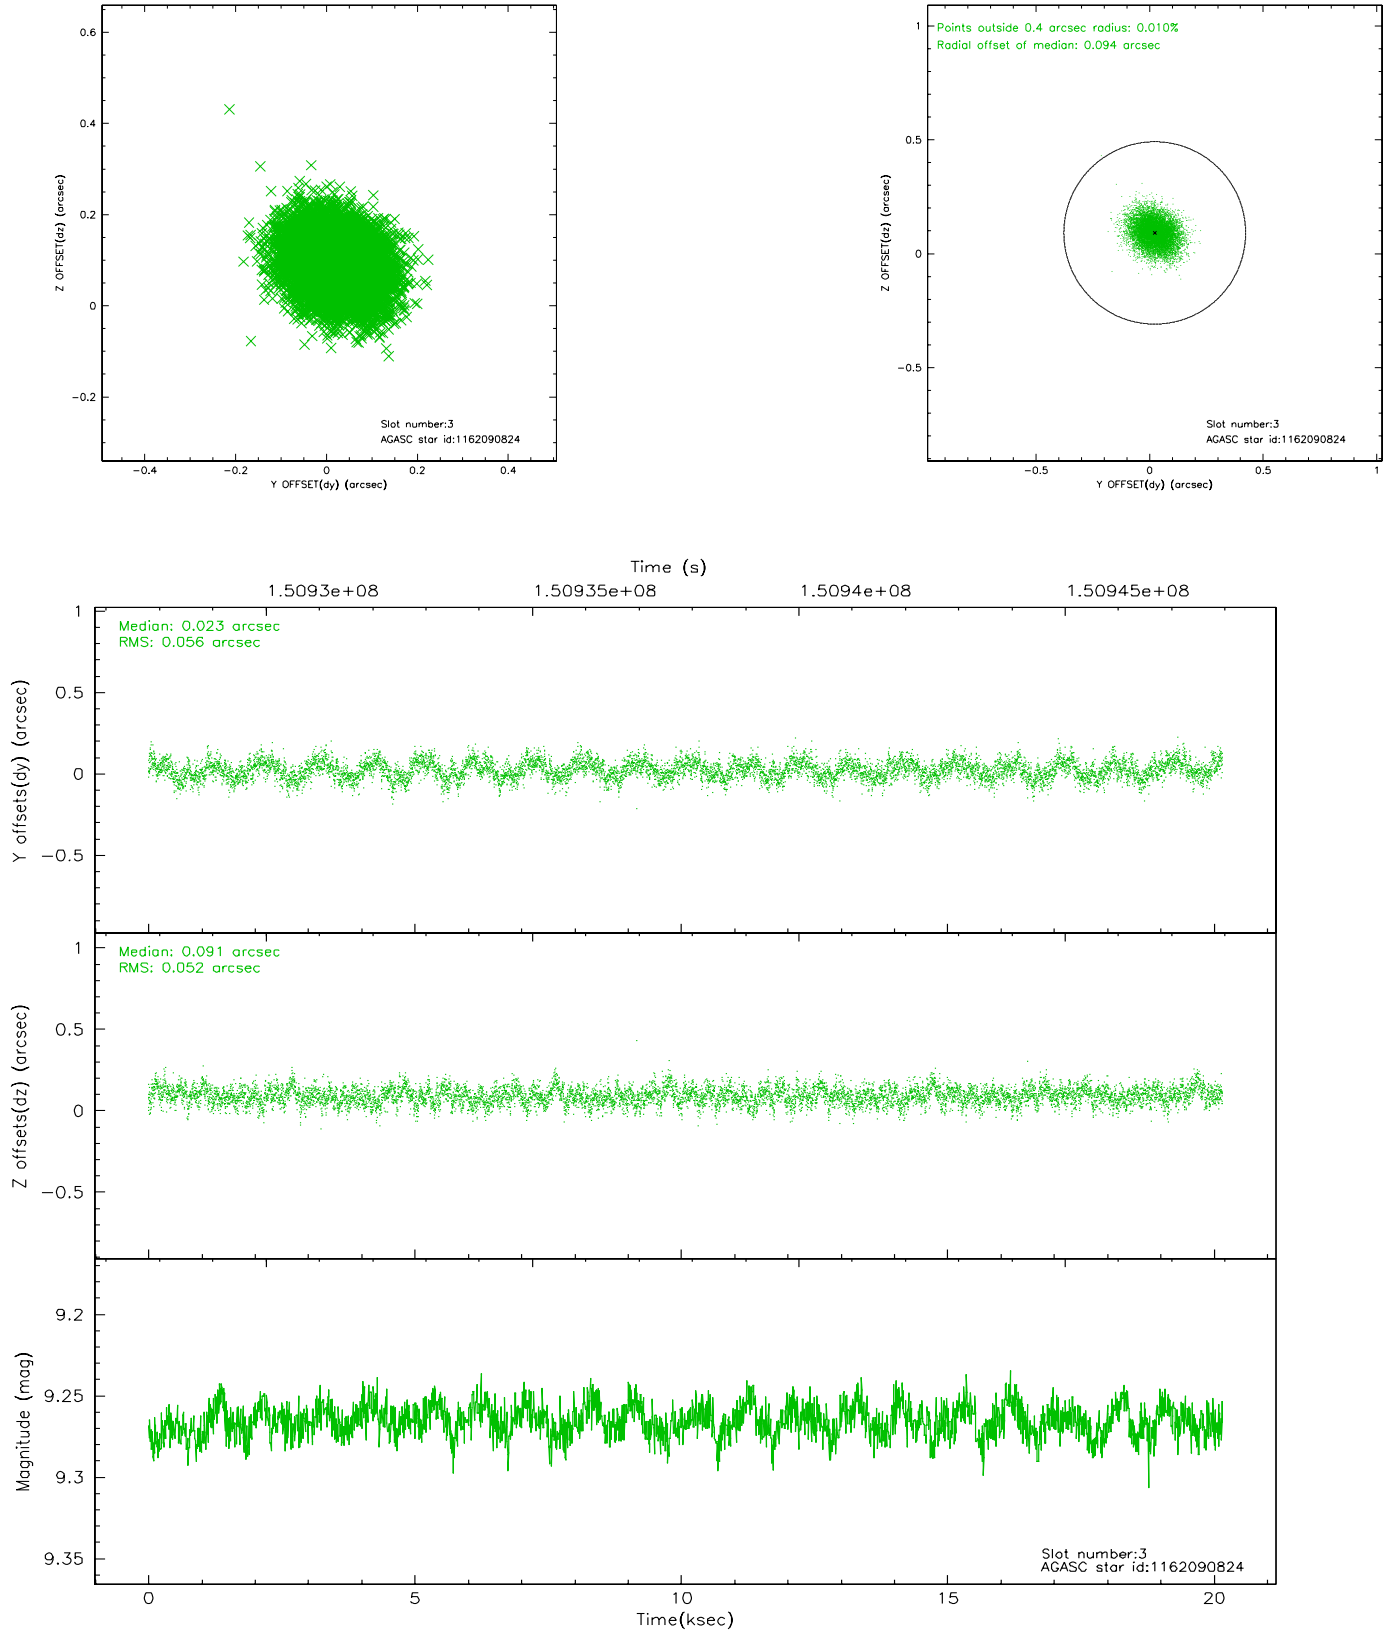 0.6
0.4
0.2
0
−0.2
Z OFFSET(dz) (arcsec)
−0.4
−0.2
0
0.2
0.4
Y OFFSET(dy) (arcsec)
Slot number:3
AGASC star id:1162090824
Points outside 0.4 arcsec radius: 0.010%
Radial offset of median: 0.094 arcsec
1
0.5
0
−0.5
Z OFFSET(dz) (arcsec)
−0.5
0
0.5
1
Y OFFSET(dy) (arcsec)
Slot number:3
AGASC star id:1162090824
Time (s)
1.5093e+08
1.50935e+08
1.5094e+08
1.50945e+08
Median: 0.023 arcsec
RMS: 0.056 arcsec
1
0.5
0
−0.5
Y offsets(dy) (arcsec)
Median: 0.091 arcsec
RMS: 0.052 arcsec
1
0.5
0
−0.5
Z offsets(dz) (arcsec)
9.2
9.25
9.3
9.35
Magnitude (mag)
Slot number:3
AGASC star id:1162090824
0
5
10
15
20
Time(ksec)